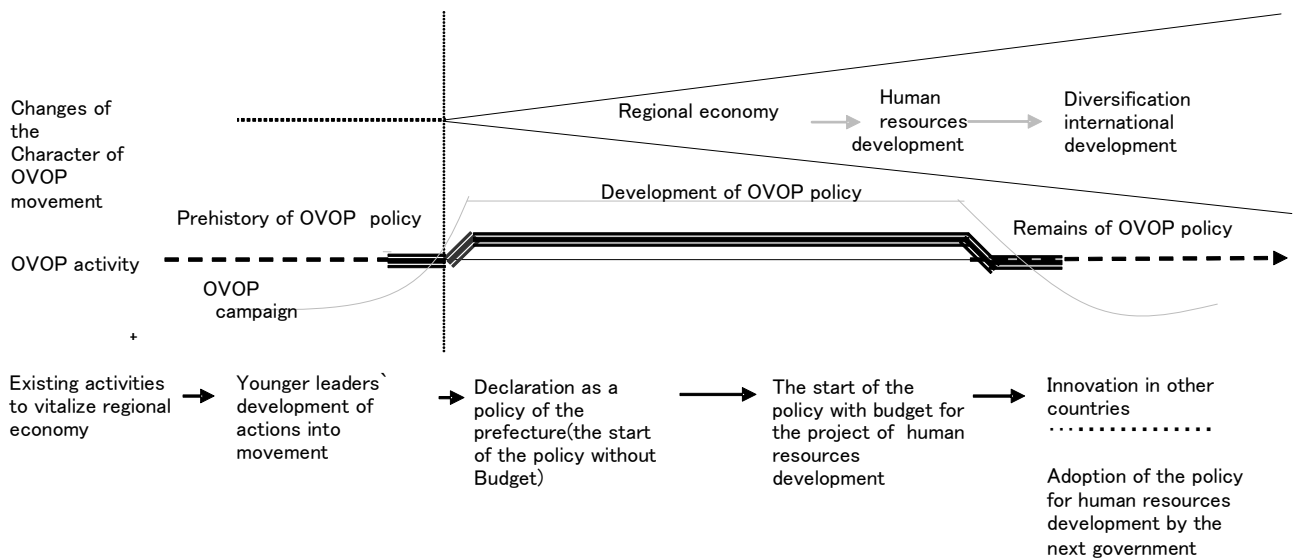 Changes of
the
Character of
OVOP
movement
Regional economy
Human
resources
development
Diversification
international
development
Development of OVOP policy
Prehistory of OVOP policy
Remains of OVOP policy
OVOP activity
OVOP
campaign
+
Existing activities
to vitalize regional
economy
Younger leaders`
development of
actions into
movement
Declaration as a
policy of the
prefecture(the start
of the policy without
Budget)
The start of the
policy with budget for
the project of human
resources
development
Innovation in other
countries
Adoption of the policy
for human resources
development by the
next government